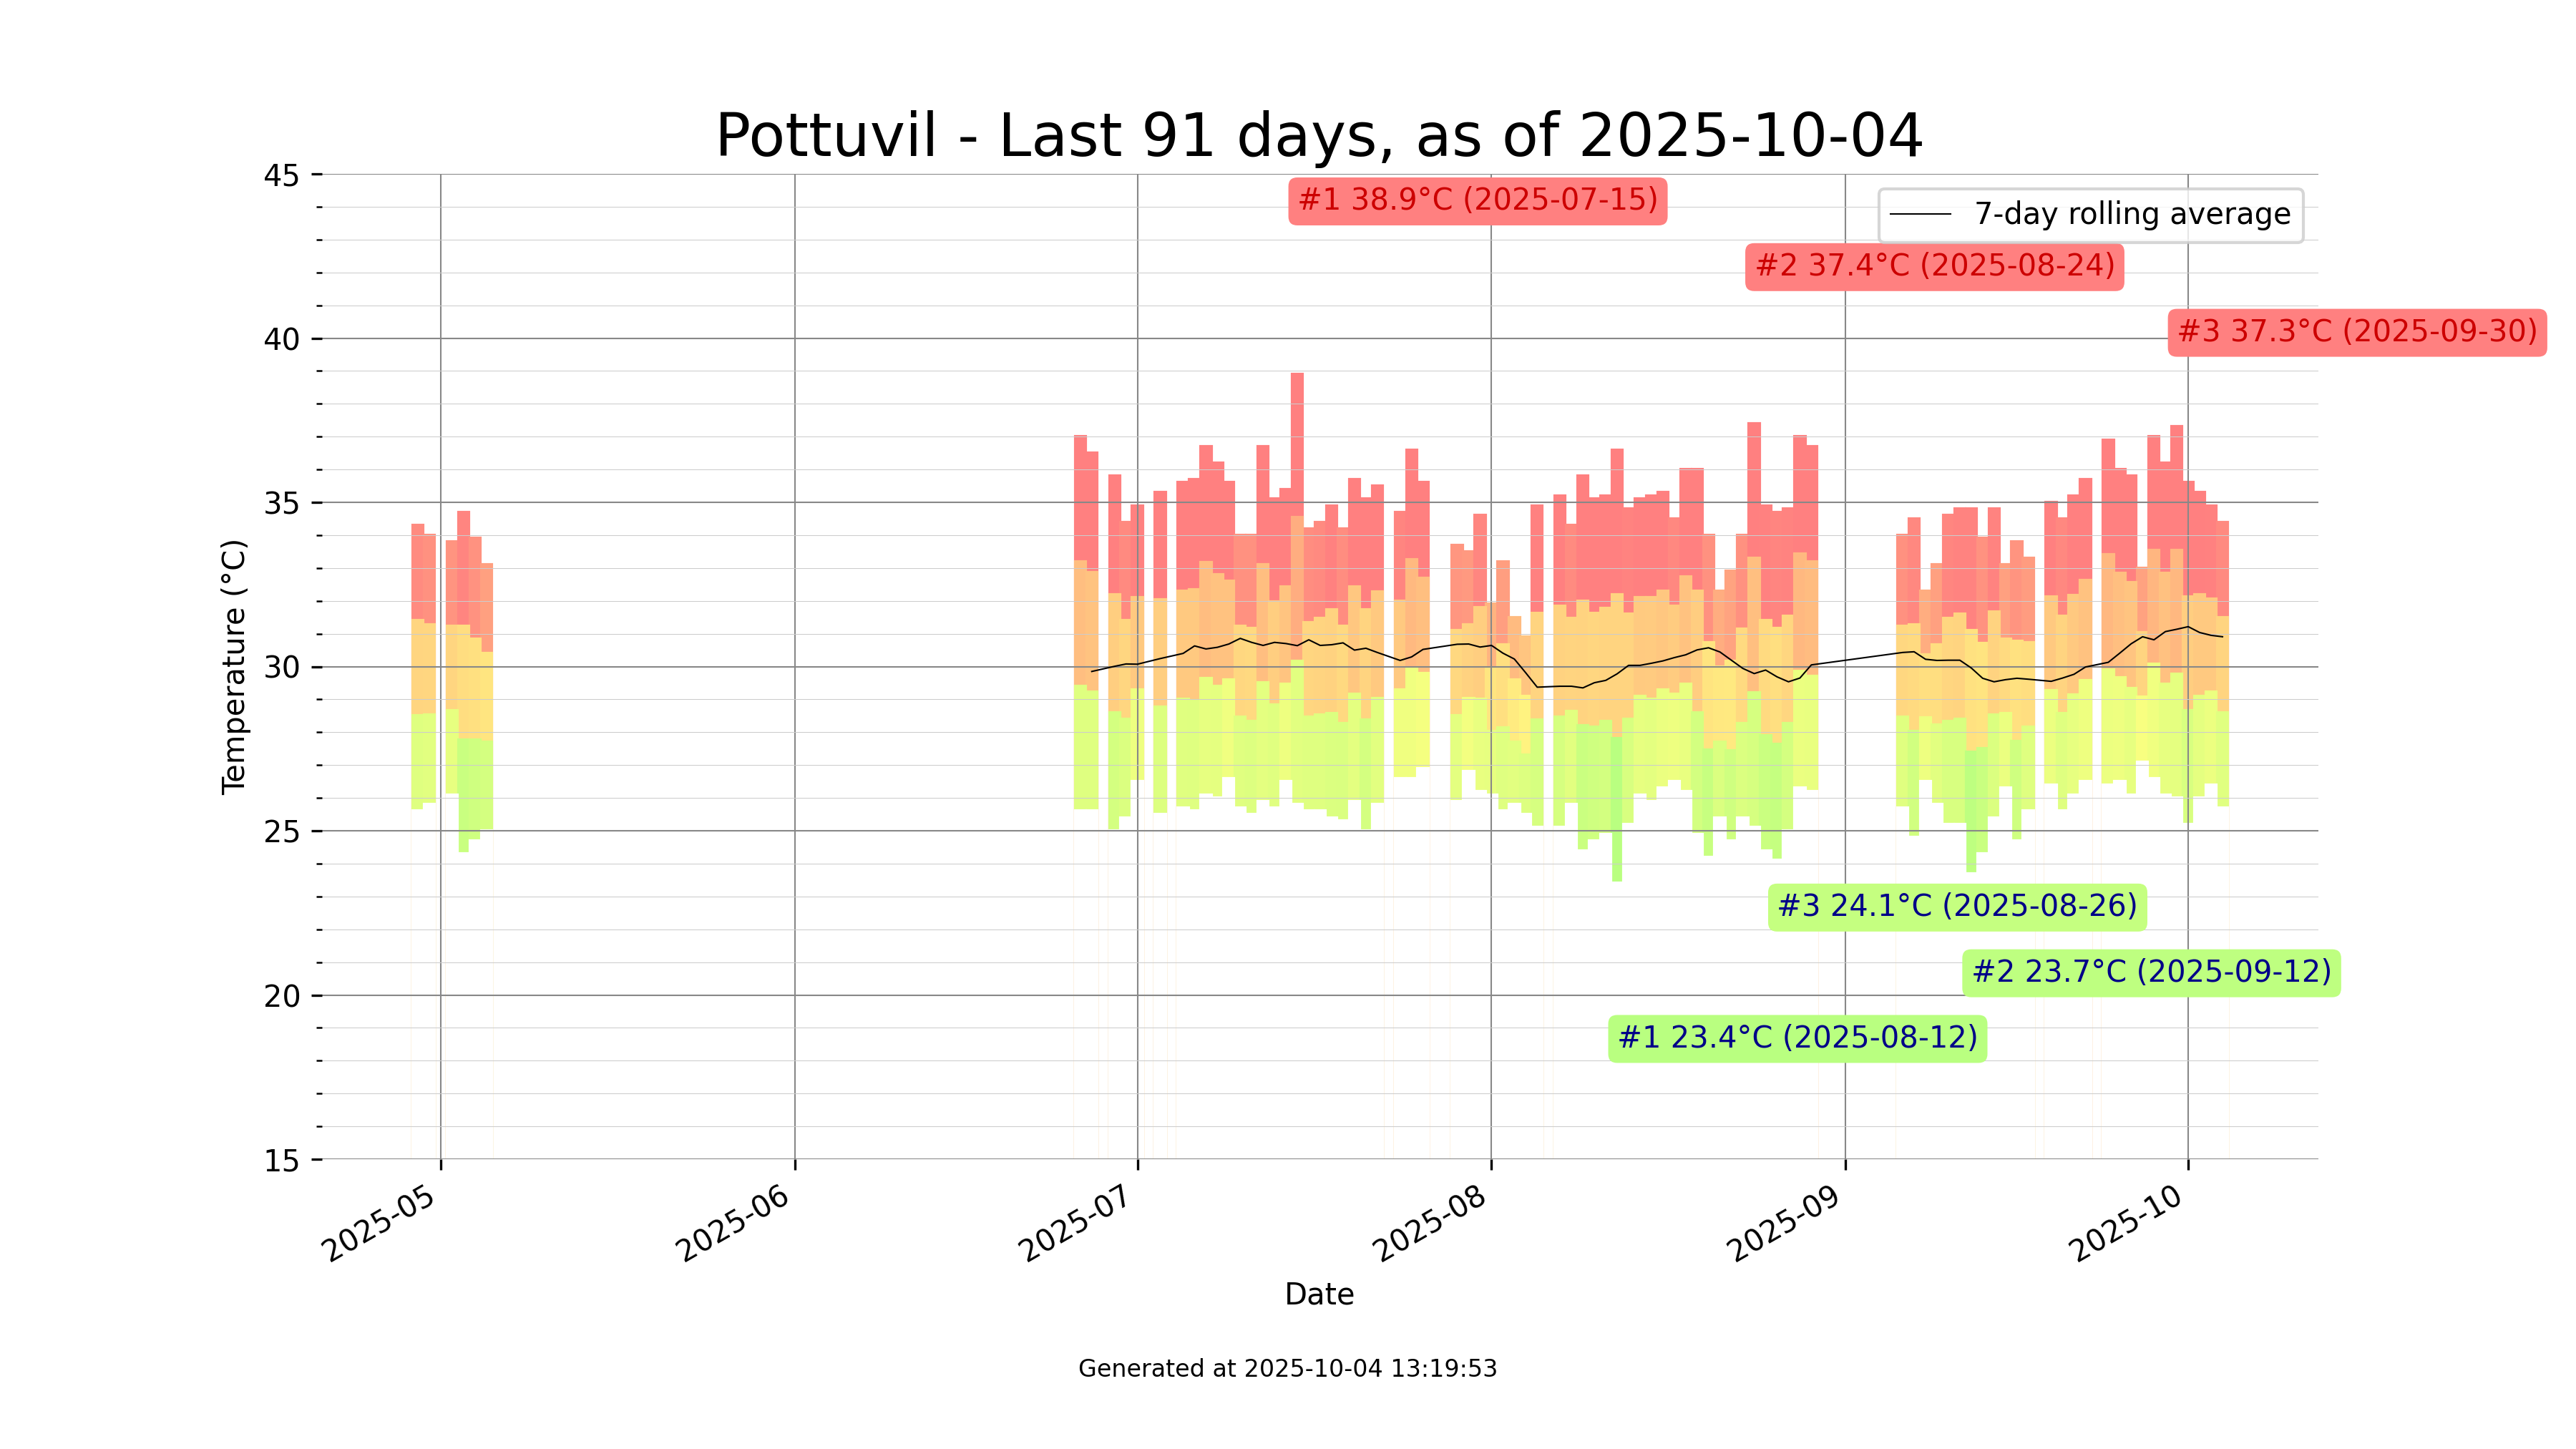 Pottuvil - Last 91 days, as of 2025-10-04
45
40
35
30
25
20
15
Temperature (°C)
#1 38.9°C (2025-07-15)
7-day rolling average
#2 37.4°C (2025-08-24)
#3 37.3°C (2025-09-30)
#3 24.1°C (2025-08-26)
#2 23.7°C (2025-09-12)
#1 23.4°C (2025-08-12)
2025-05
2025-06
2025-07
2025-08
2025-09
2025-10
Date
Generated at 2025-10-04 13:19:53